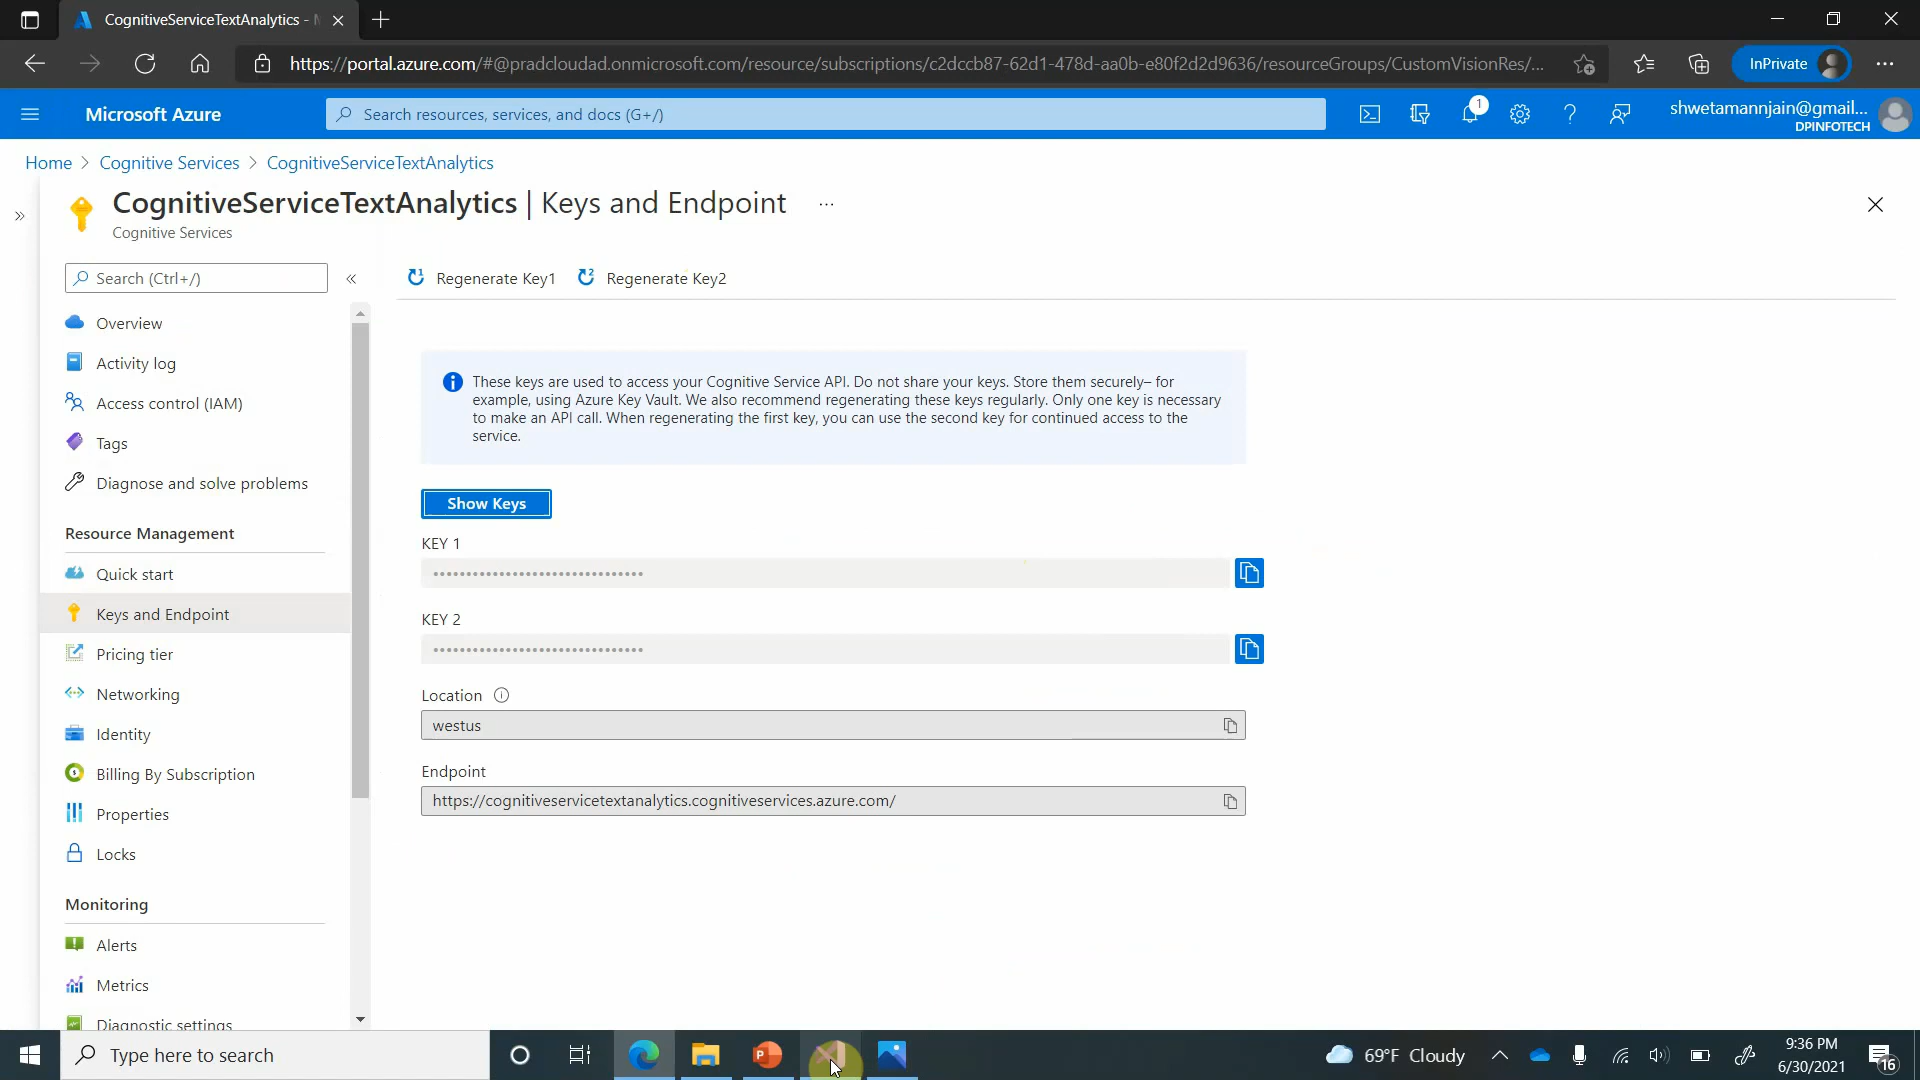 CognitiveServiceTextAnalytics - M
https://portal.azure.com/#@pradcloudad.onmicrosoft.com/resource/subscriptions/c2dccb87-62d1-478d-aa0b-e80f2d2d9636/resourceGroups/CustomVisionRes/...
InPrivate
Microsoft Azure
Search resources, services, and docs (G+/)
1
shwetamannjain@gmail....
DPINFOTECH
Home > Cognitive Services > CognitiveServiceTextAnalytics
CognitiveServiceTextAnalytics | Keys and Endpoint ...
Cognitive Services
Search (Ctrl+/)
Regenerate Key1
Regenerate Key2
Overview
Activity log
Access control (IAM)
Tags
Diagnose and solve problems
Resource Management
Quick start
Keys and Endpoint
Pricing tier
Networking
Identity
Billing By Subscription
Properties
Locks
Monitoring
Alerts
Metrics
Diagnostic settings
These keys are used to access your Cognitive Service API. Do not share your keys. Store them securely– for
example, using Azure Key Vault. We also recommend regenerating these keys regularly. Only one key is necessary
to make an API call. When regenerating the first key, you can use the second key for continued access to the
service.
Show Keys
KEY 1
KEY 2
Location
westus
Endpoint
https://cognitiveservicetextanalytics.cognitiveservices.azure.com/
Type here to search
69°F Cloudy
9:36 PM
6/30/2021
16